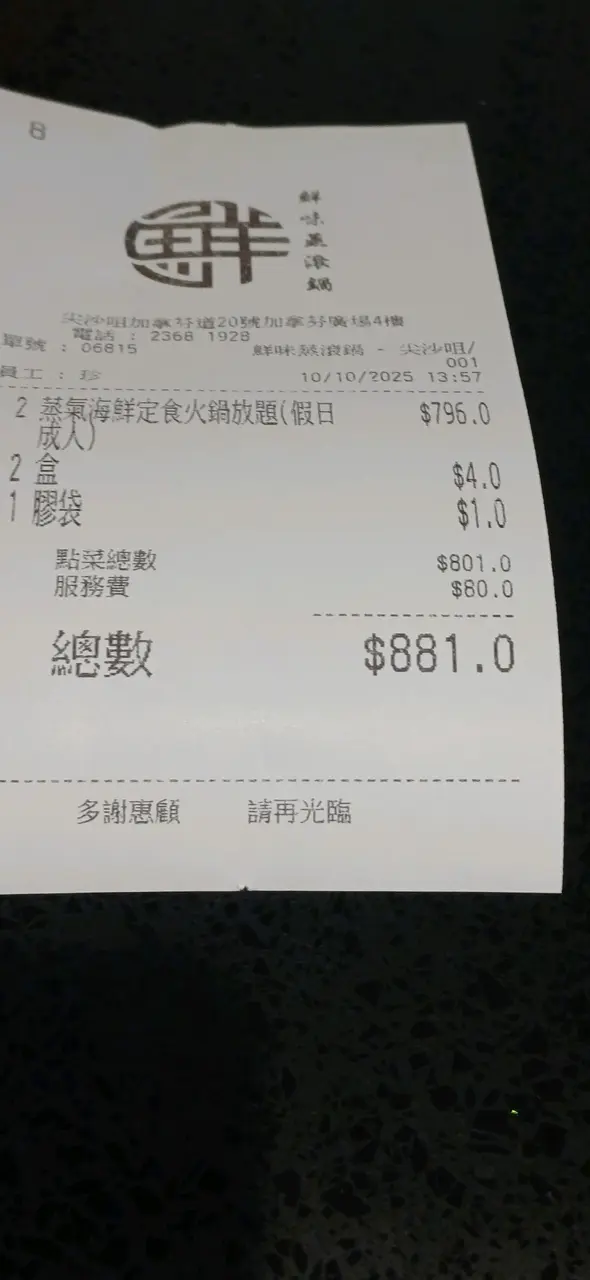 8
鮮
鮮味蒸滾鍋
尖沙咀加拿芬道20號加拿芬廣場4樓
電話 : 2368 1928
單號 : 06815 鮮味蒸滾鍋 - 尖沙咀/
001
員工 : 珍 10/10/2025 13:57
2 蒸氣海鮮定食火鍋放題(假日 $796.0
成人)
2 盒 $4.0
1 膠袋 $1.0
點菜總數 $801.0
服務費 $80.0
總數 $881.0
多謝惠顧 請再光臨